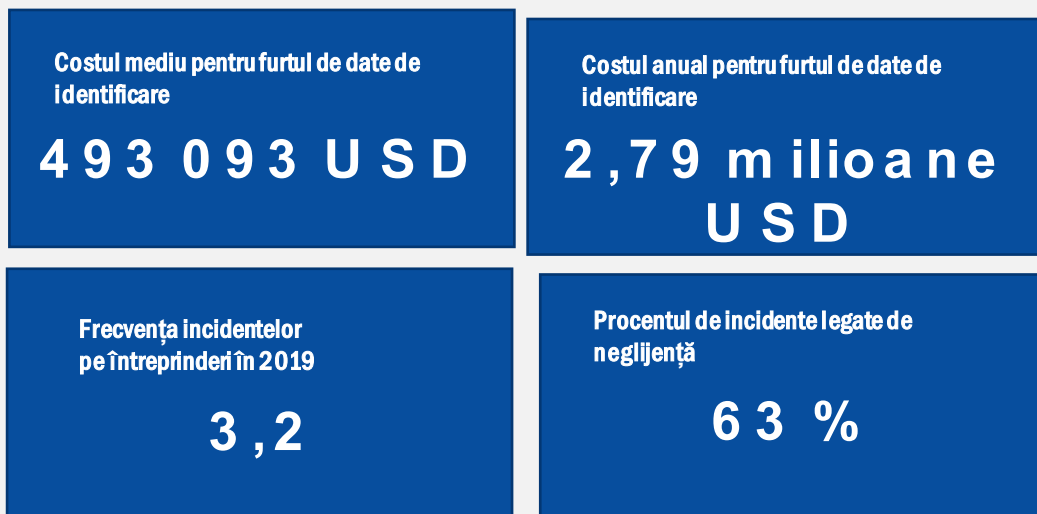 Costul mediu pentru furtul de date de
identificare
493 093 USD
Costul anual pentru furtul de date de
identificare
2,79 milioane
USD
Frecvența incidentelor
pe întreprinderi în 2019
3,2
Procentul de incidente legate de
neglijență
63 %